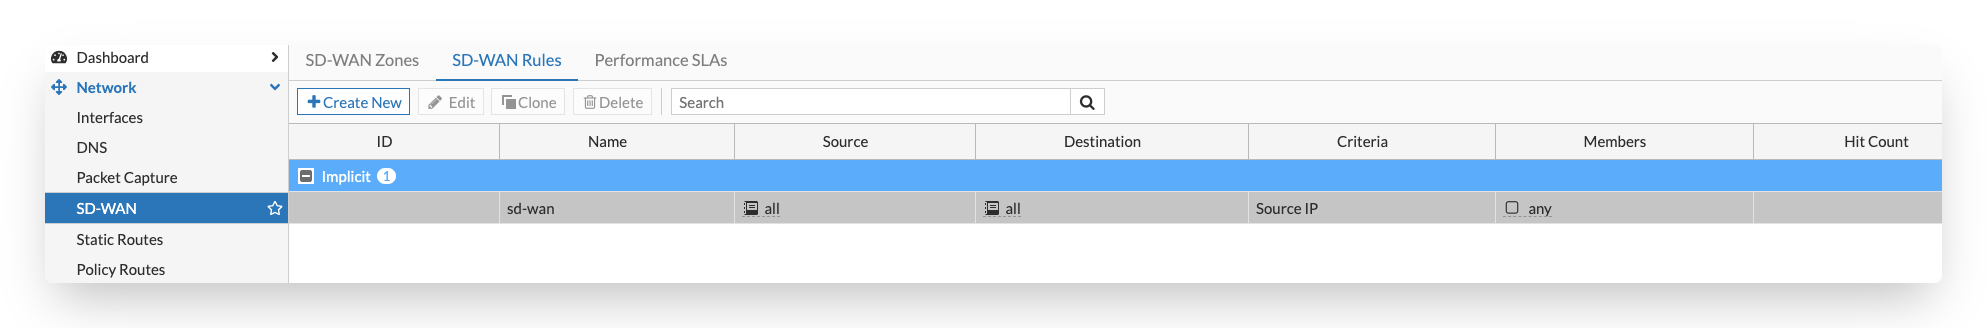 Dashboard
Network
Interfaces
DNS
Packet Capture
SD-WAN
Static Routes
Policy Routes
SD-WAN Zones SD-WAN Rules Performance SLAs
Create New Edit Clone Delete Search
ID Name Source Destination Criteria Members Hit Count
Implicit 1
sd-wan all all Source IP any